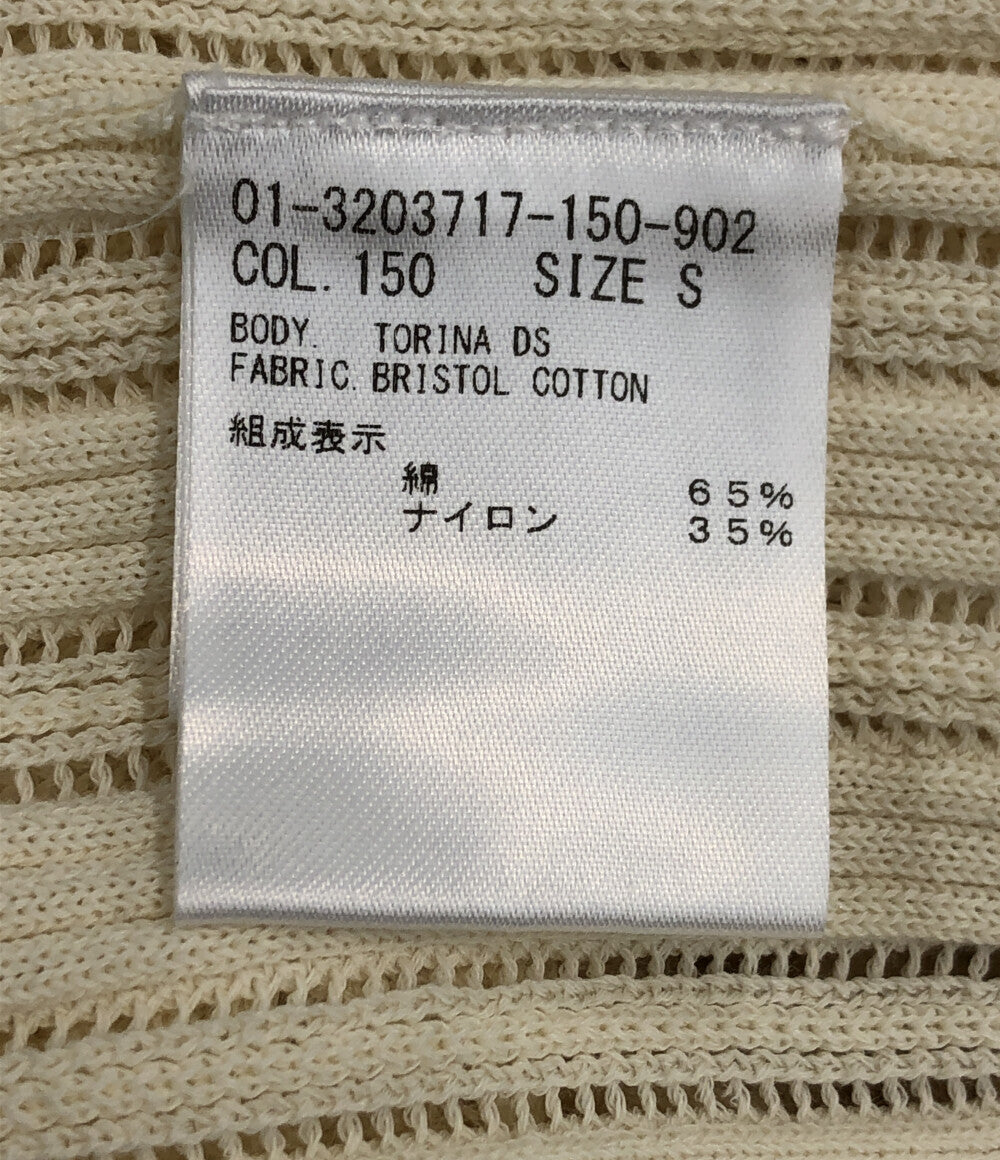 01-3203717-150-902
COL. 150 SIZE S
BODY. TORINA DS
FABRIC. BRISTOL COTTON
組成表示
綿 65%
ナイロン 35%